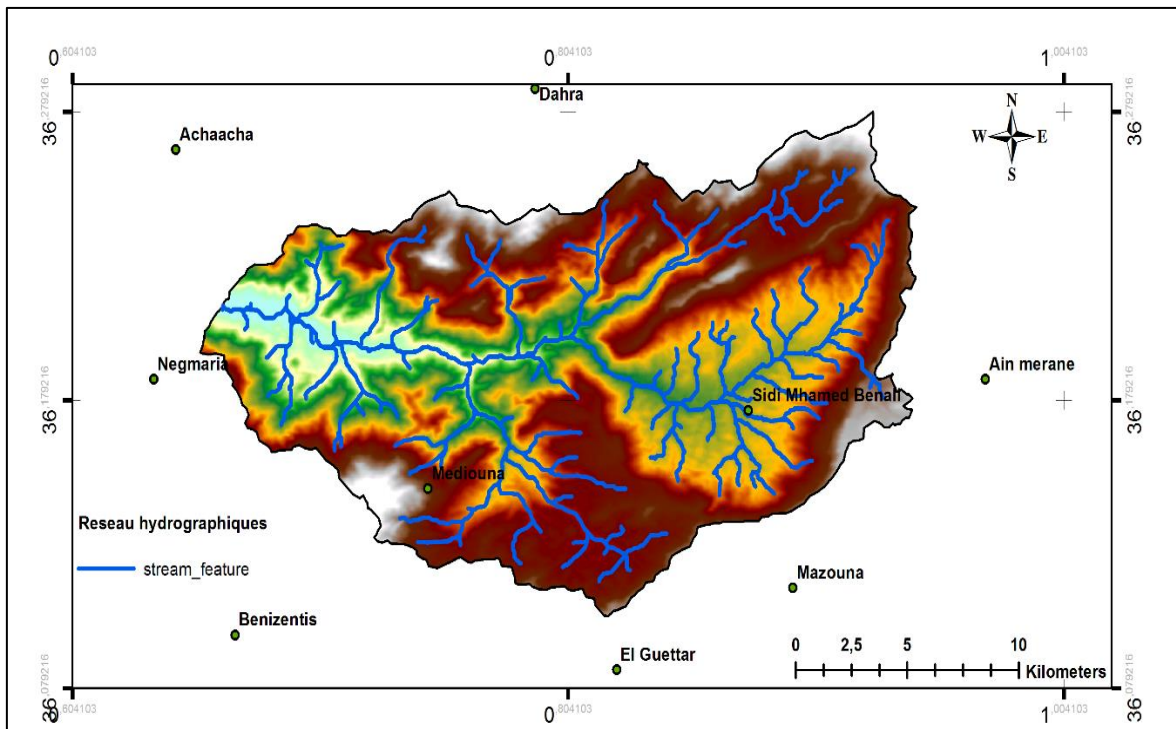 0,604103 0,804103 1,004103
36,279216 36,279216
Dahra
Achaacha
N
W E
S
Negmaria
Ain merane
36,179216 36,179216
Sidi Mhamed Benali
Mediouna
Reseau hydrographiques
stream_feature
Mazouna
Benizentis
0 2,5 5 10
El Guettar
Kilometers
36,079216 36,079216
0,604103 0,804103 1,004103